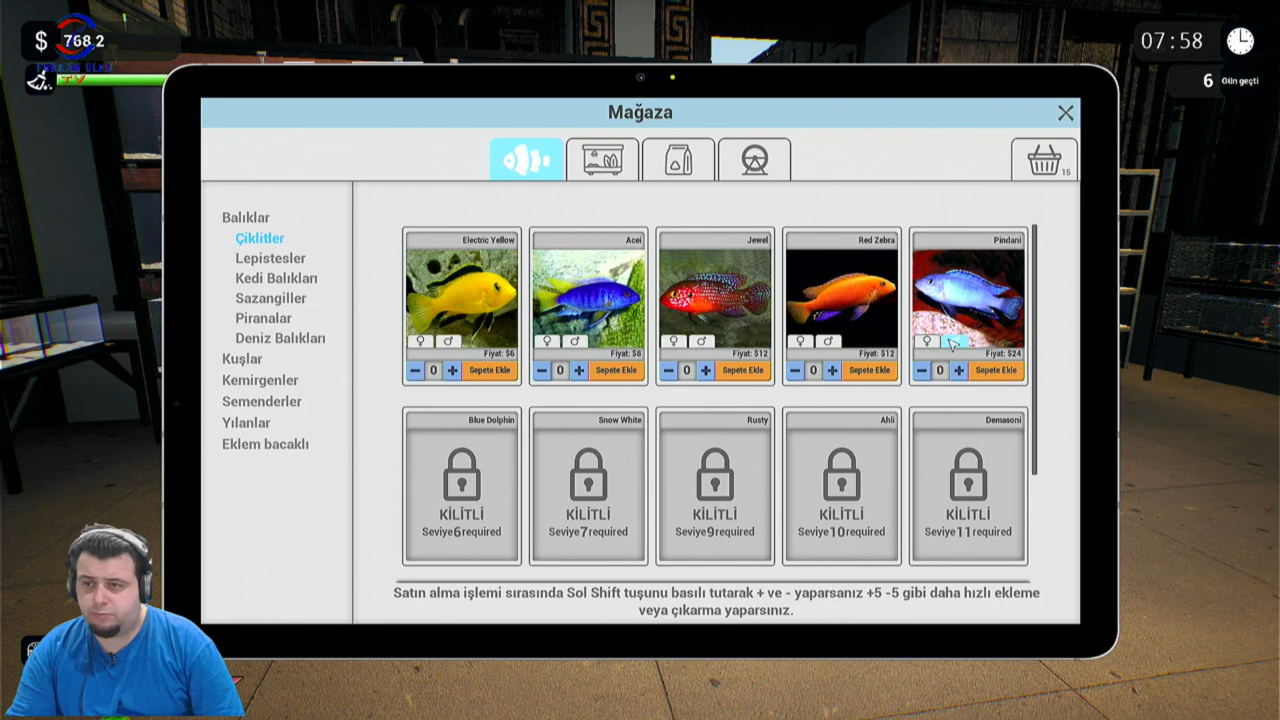 $ 768.2
FURKAN ÜLKÜ
TV
07:58
6 Gün geçti
Mağaza
15
Balıklar
Çiklitler
Lepistesler
Kedi Balıkları
Sazangiller
Piranalar
Deniz Balıkları
Kuşlar
Kemirgenler
Semenderler
Yılanlar
Eklem bacaklı
Electric Yellow
Fiyat: $6
0 Sepete Ekle
Acei
Fiyat: $8
0 Sepete Ekle
Jewel
Fiyat: $12
0 Sepete Ekle
Red Zebra
Fiyat: $12
0 Sepete Ekle
Pindani
Fiyat: $24
0 Sepete Ekle
Blue Dolphin
KİLİTLİ
Seviye6required
Snow White
KİLİTLİ
Seviye7required
Rusty
KİLİTLİ
Seviye9required
Ahli
KİLİTLİ
Seviye10required
Demasoni
KİLİTLİ
Seviye11required
Satın alma işlemi sırasında Sol Shift tuşunu basılı tutarak + ve - yaparsanız +5 -5 gibi daha hızlı ekleme
veya çıkarma yaparsınız.